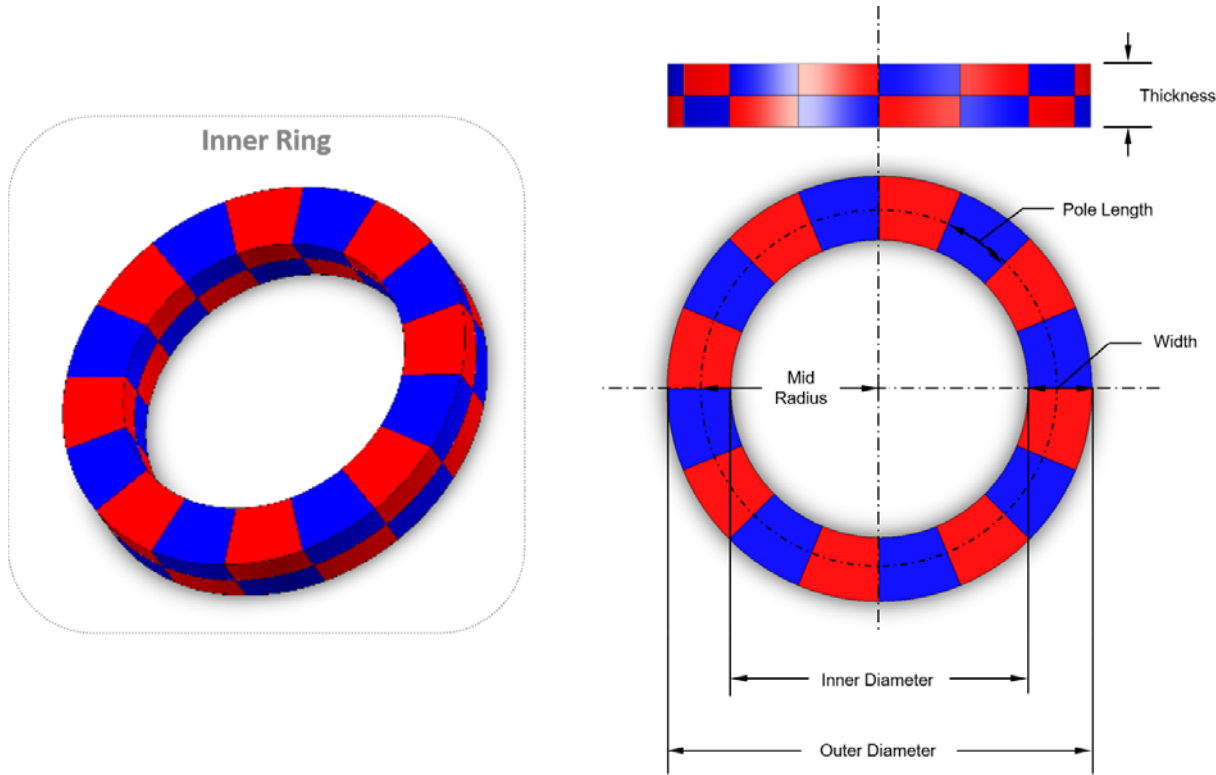 Inner Ring
Thickness
Pole Length
Width
Mid
Radius
Inner Diameter
Outer Diameter